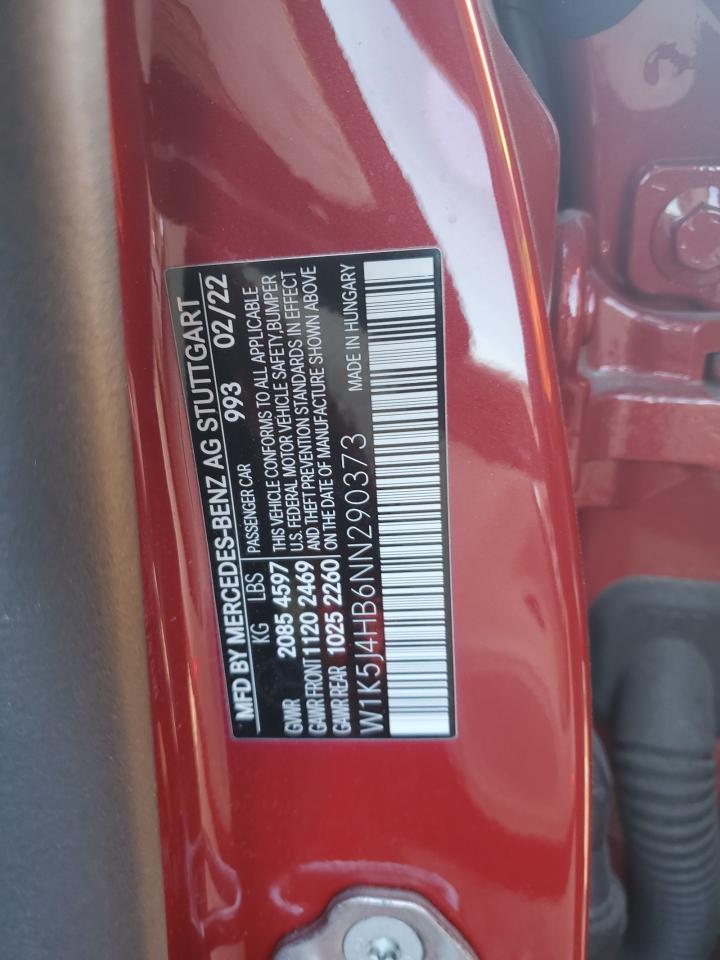 MFD BY MERCEDES-BENZ AG STUTTGART
KG LBS PASSENGER CAR 993 02/22
GVWR 2085 4597 THIS VEHICLE CONFORMS TO ALL APPLICABLE
GAWR FRONT 1120 2469 U.S. FEDERAL MOTOR VEHICLE SAFETY,BUMPER
GAWR REAR 1025 2260 AND THEFT PREVENTION STANDARDS IN EFFECT
ON THE DATE OF MANUFACTURE SHOWN ABOVE
W1K5J4HB6NN290373 MADE IN HUNGARY